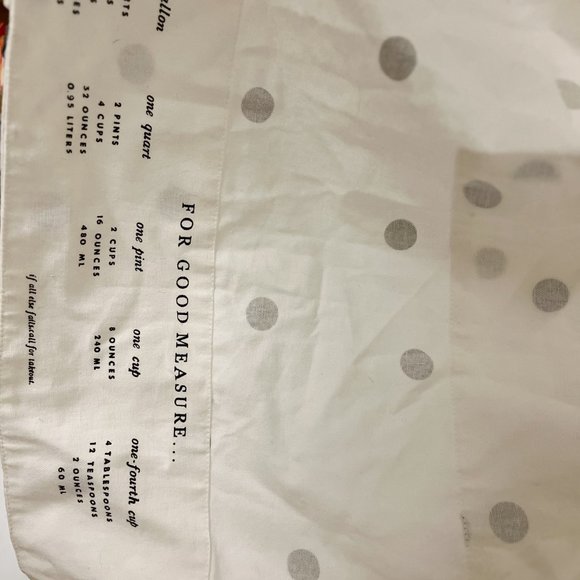 FOR GOOD MEASURE...
one quart
2 PINTS
4 CUPS
32 OUNCES
0.95 LITERS
one pint
2 CUPS
16 OUNCES
480 ML
one cup
8 OUNCES
240 ML
one-fourth cup
4 TABLESPOONS
12 TEASPOONS
2 OUNCES
60 ML
if all else fails call for takeout.